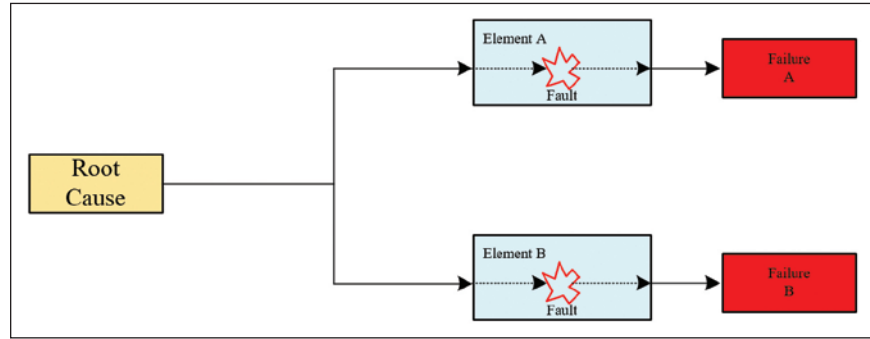 Element A
Fault
Failure
A
Root
Cause
Element B
Fault
Failure
B